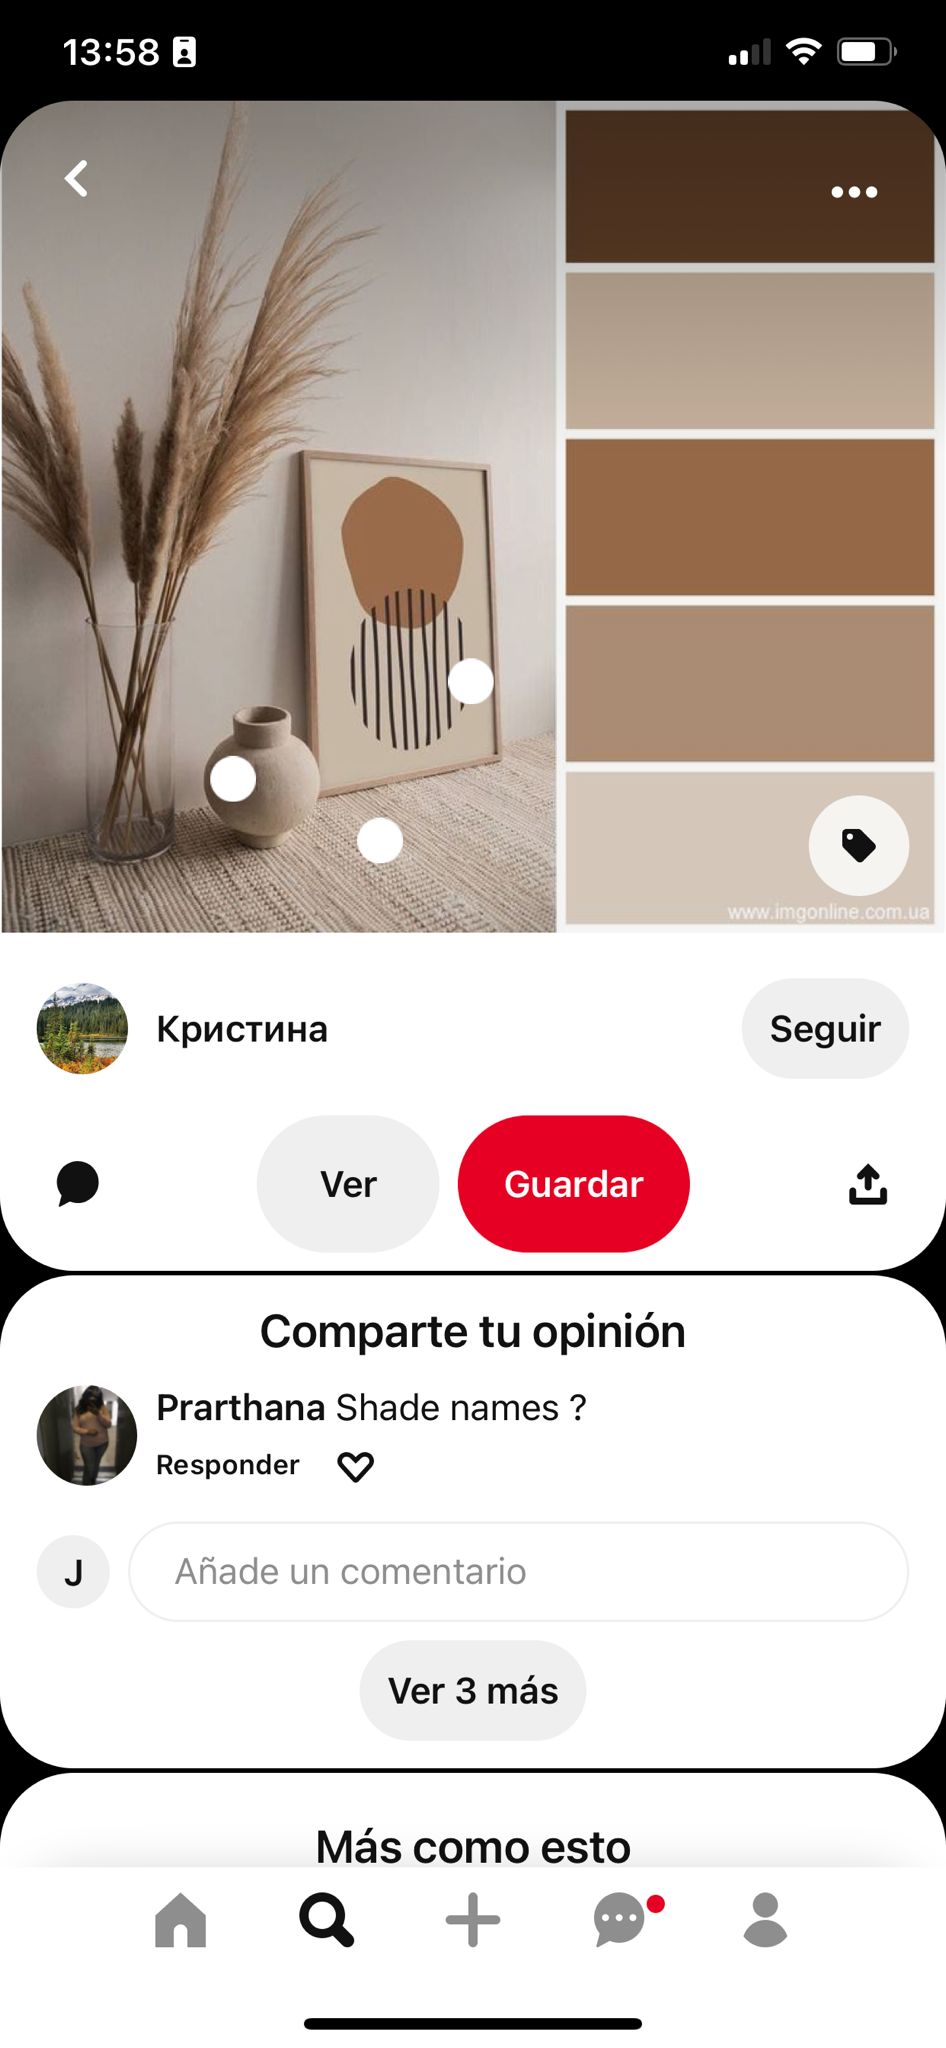 13:58
www.imgonline.com.ua
Кристина
Seguir
Ver
Guardar
Comparte tu opinión
Prarthana Shade names ?
Responder
J
Añade un comentario
Ver 3 más
Más como esto